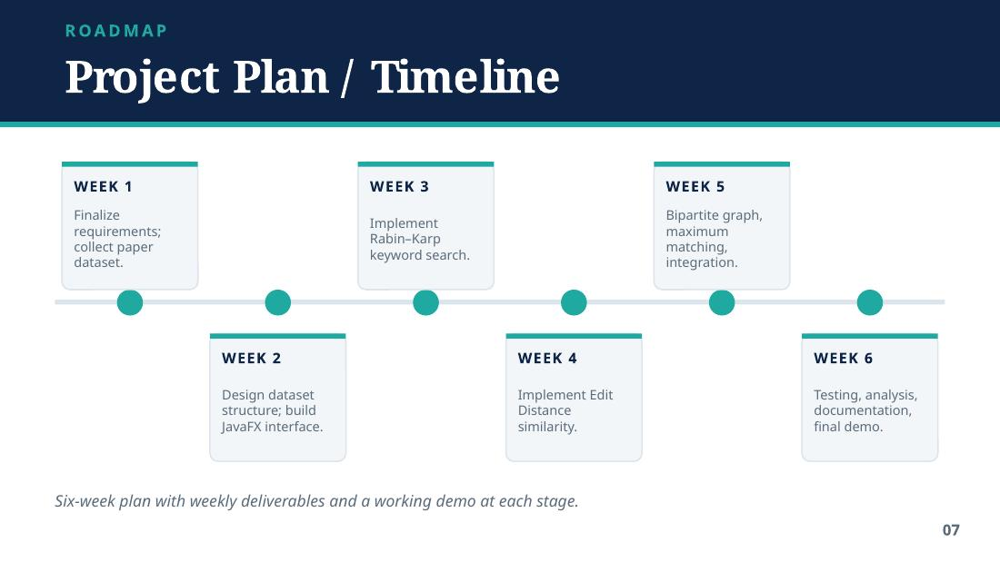 ROADMAP
Project Plan / Timeline
WEEK 1
Finalize
requirements;
collect paper
dataset.
WEEK 2
Design dataset
structure; build
JavaFX interface.
WEEK 3
Implement
Rabin–Karp
keyword search.
WEEK 4
Implement Edit
Distance
similarity.
WEEK 5
Bipartite graph,
maximum
matching,
integration.
WEEK 6
Testing, analysis,
documentation,
final demo.
Six-week plan with weekly deliverables and a working demo at each stage.
07